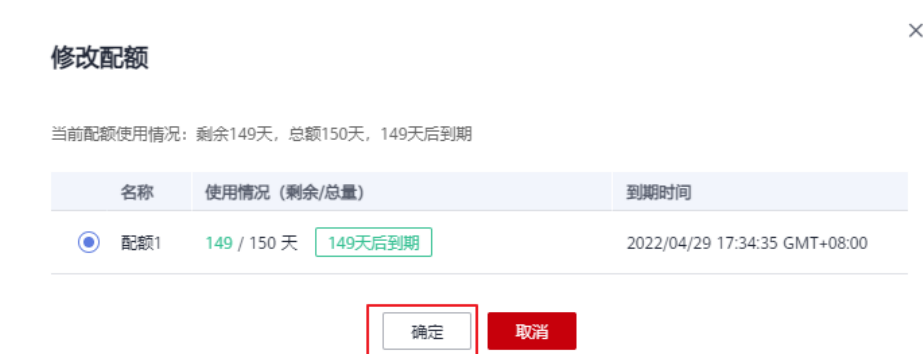 修改配额
当前配额使用情况：剩余149天，总额150天，149天后到期
名称 使用情况（剩余/总量） 到期时间
配额1 149 / 150 天 149天后到期 2022/04/29 17:34:35 GMT+08:00
确定 取消